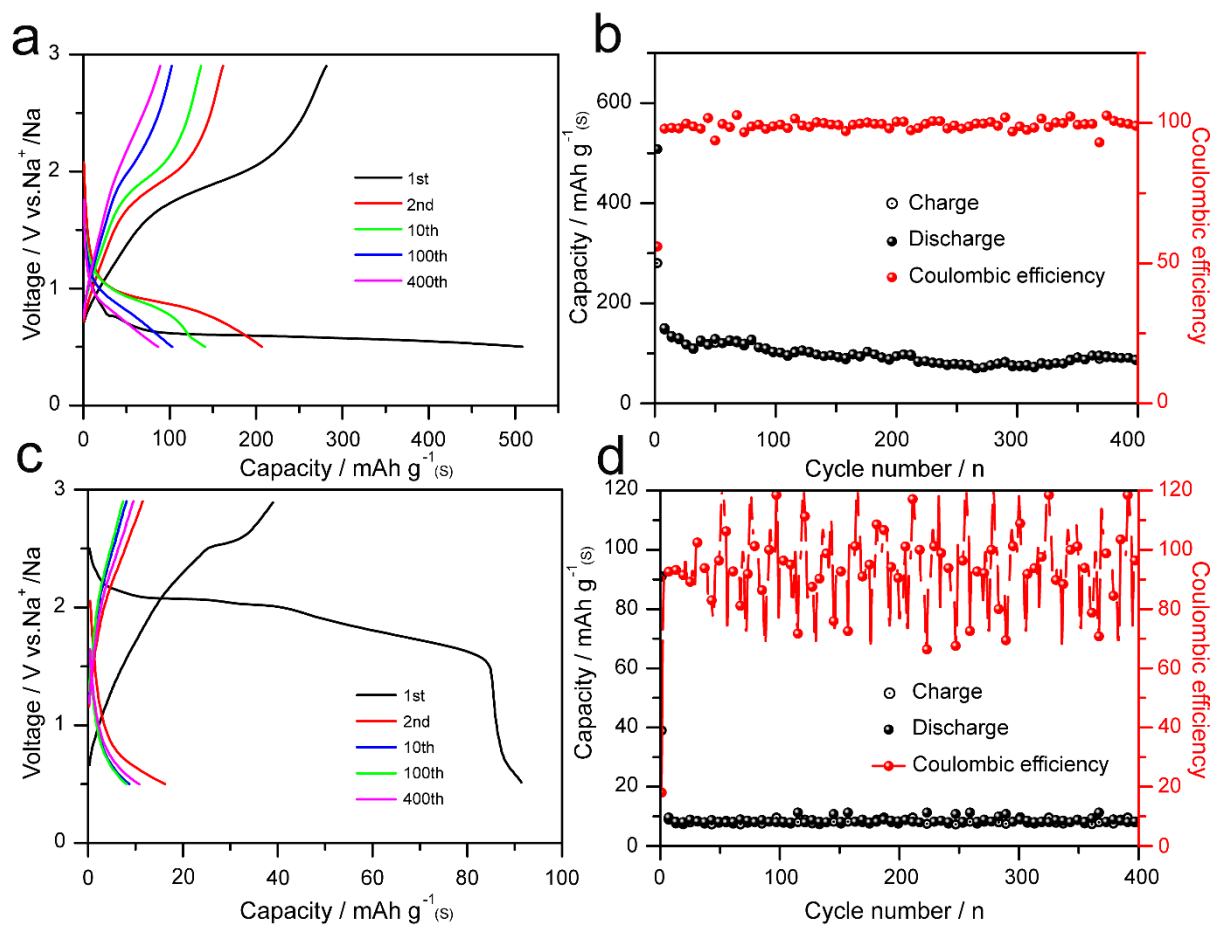 a
3
2
1
0
Voltage / V vs.Na⁺ /Na
1st
2nd
10th
100th
400th
0 100 200 300 400 500
Capacity / mAh g⁻¹(S)
b
600
400
200
0
Capacity / mAh g⁻¹(S)
Charge
Discharge
Coulombic efficiency
100
50
0
Coulombic efficiency
0 100 200 300 400
Cycle number / n
c
3
2
1
0
Voltage / V vs.Na⁺ /Na
1st
2nd
10th
100th
400th
0 20 40 60 80 100
Capacity / mAh g⁻¹(S)
d
120
100
80
60
40
20
0
Capacity / mAh g⁻¹(S)
Charge
Discharge
Coulombic efficiency
120
100
80
60
40
20
0
Coulombic efficiency
0 100 200 300 400
Cycle number / n